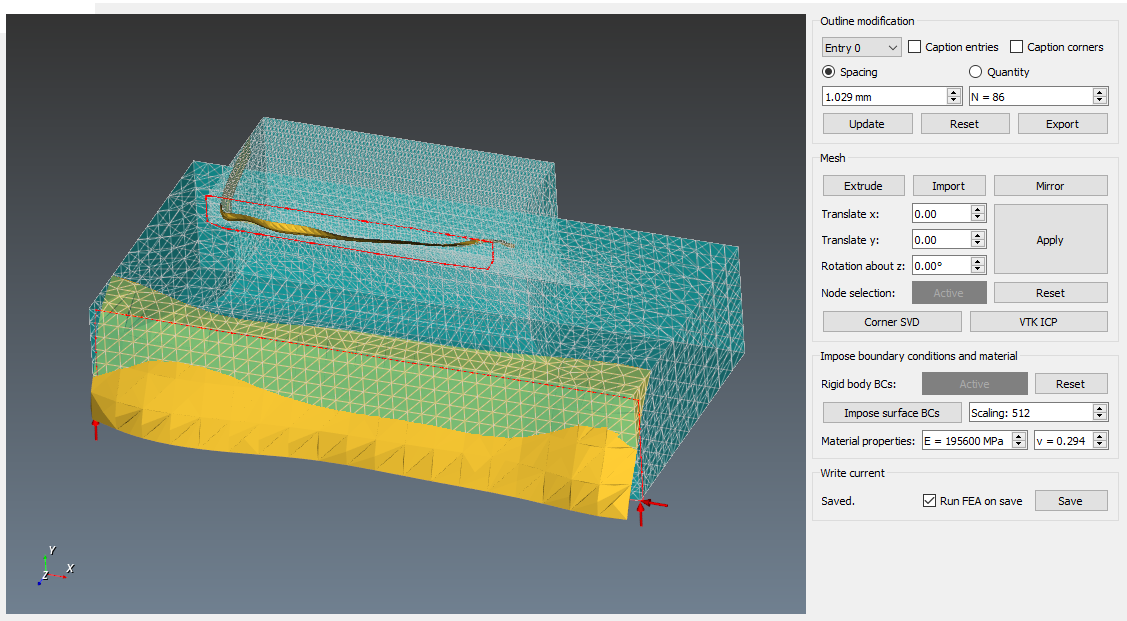 Outline modification
Entry 0 Caption entries Caption corners
Spacing Quantity
1.029 mm N = 86
Update Reset Export
Mesh
Extrude Import Mirror
Translate x: 0.00
Translate y: 0.00 Apply
Rotation about z: 0.00°
Node selection: Active Reset
Corner SVD VTK ICP
Impose boundary conditions and material
Rigid body BCs: Active Reset
Impose surface BCs Scaling: 512
Material properties: E = 195600 MPa ν = 0.294
Write current
Saved. Run FEA on save Save
Y
X
Z